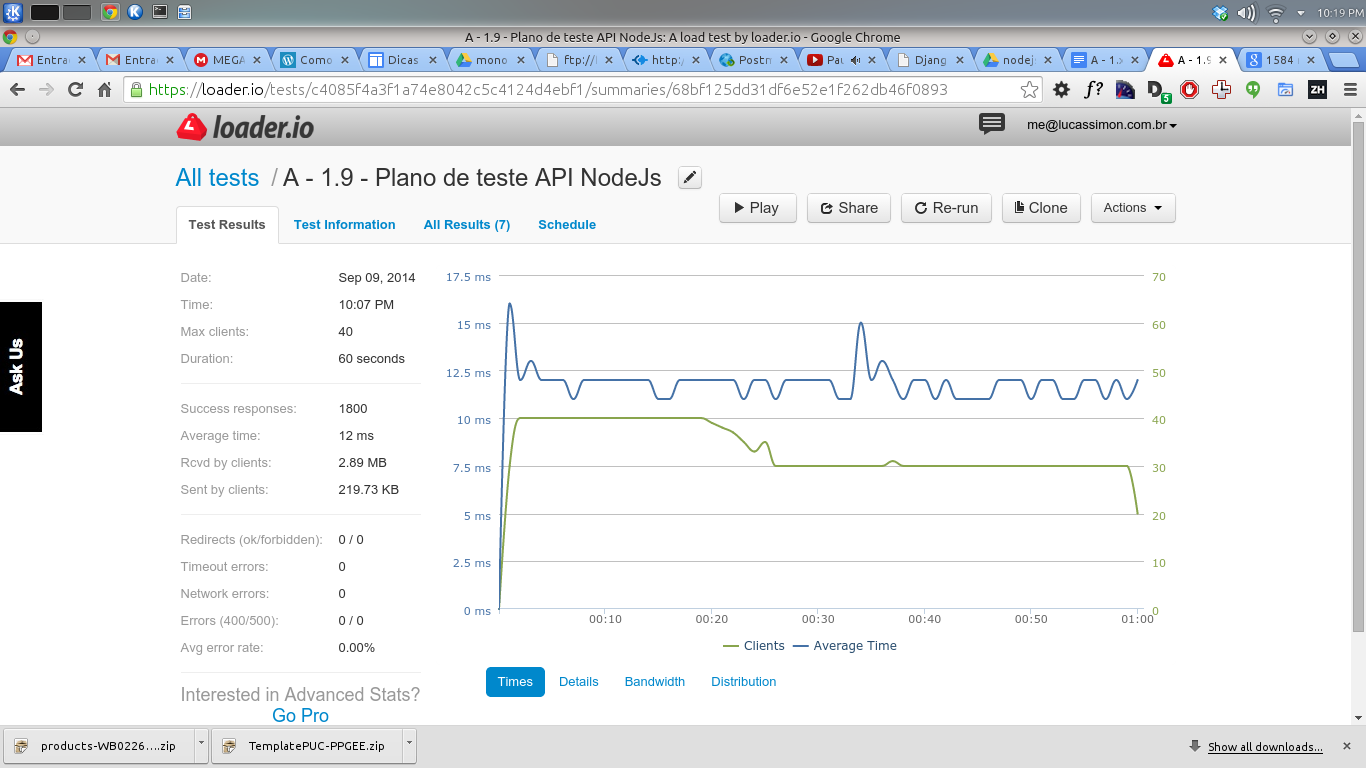 10:19 PM
A - 1.9 - Plano de teste API NodeJs: A load test by loader.io - Google Chrome
Entra Entra MEGA Como Dicas mono ftp://l http:/ Postm Pau Djang nodej A - 1.x A - 1.9 1584
https://loader.io/tests/c4085f4a3f1a74e8042c5c4124d4ebf1/summaries/68bf125dd31df6e52e1f262db46f0893
f? D 5 ZH
loader.io
me@lucassimon.com.br
All tests / A - 1.9 - Plano de teste API NodeJs
Play Share Re-run Clone Actions
Test Results Test Information All Results (7) Schedule
Ask Us
Date: Sep 09, 2014
Time: 10:07 PM
Max clients: 40
Duration: 60 seconds
Success responses: 1800
Average time: 12 ms
Rcvd by clients: 2.89 MB
Sent by clients: 219.73 KB
Redirects (ok/forbidden): 0 / 0
Timeout errors: 0
Network errors: 0
Errors (400/500): 0 / 0
Avg error rate: 0.00%
Interested in Advanced Stats?
Go Pro
17.5 ms 70
15 ms 60
12.5 ms 50
10 ms 40
7.5 ms 30
5 ms 20
2.5 ms 10
0 ms 0
00:10 00:20 00:30 00:40 00:50 01:00
Clients Average Time
Times Details Bandwidth Distribution
products-WB0226....zip TemplatePUC-PPGEE.zip Show all downloads...